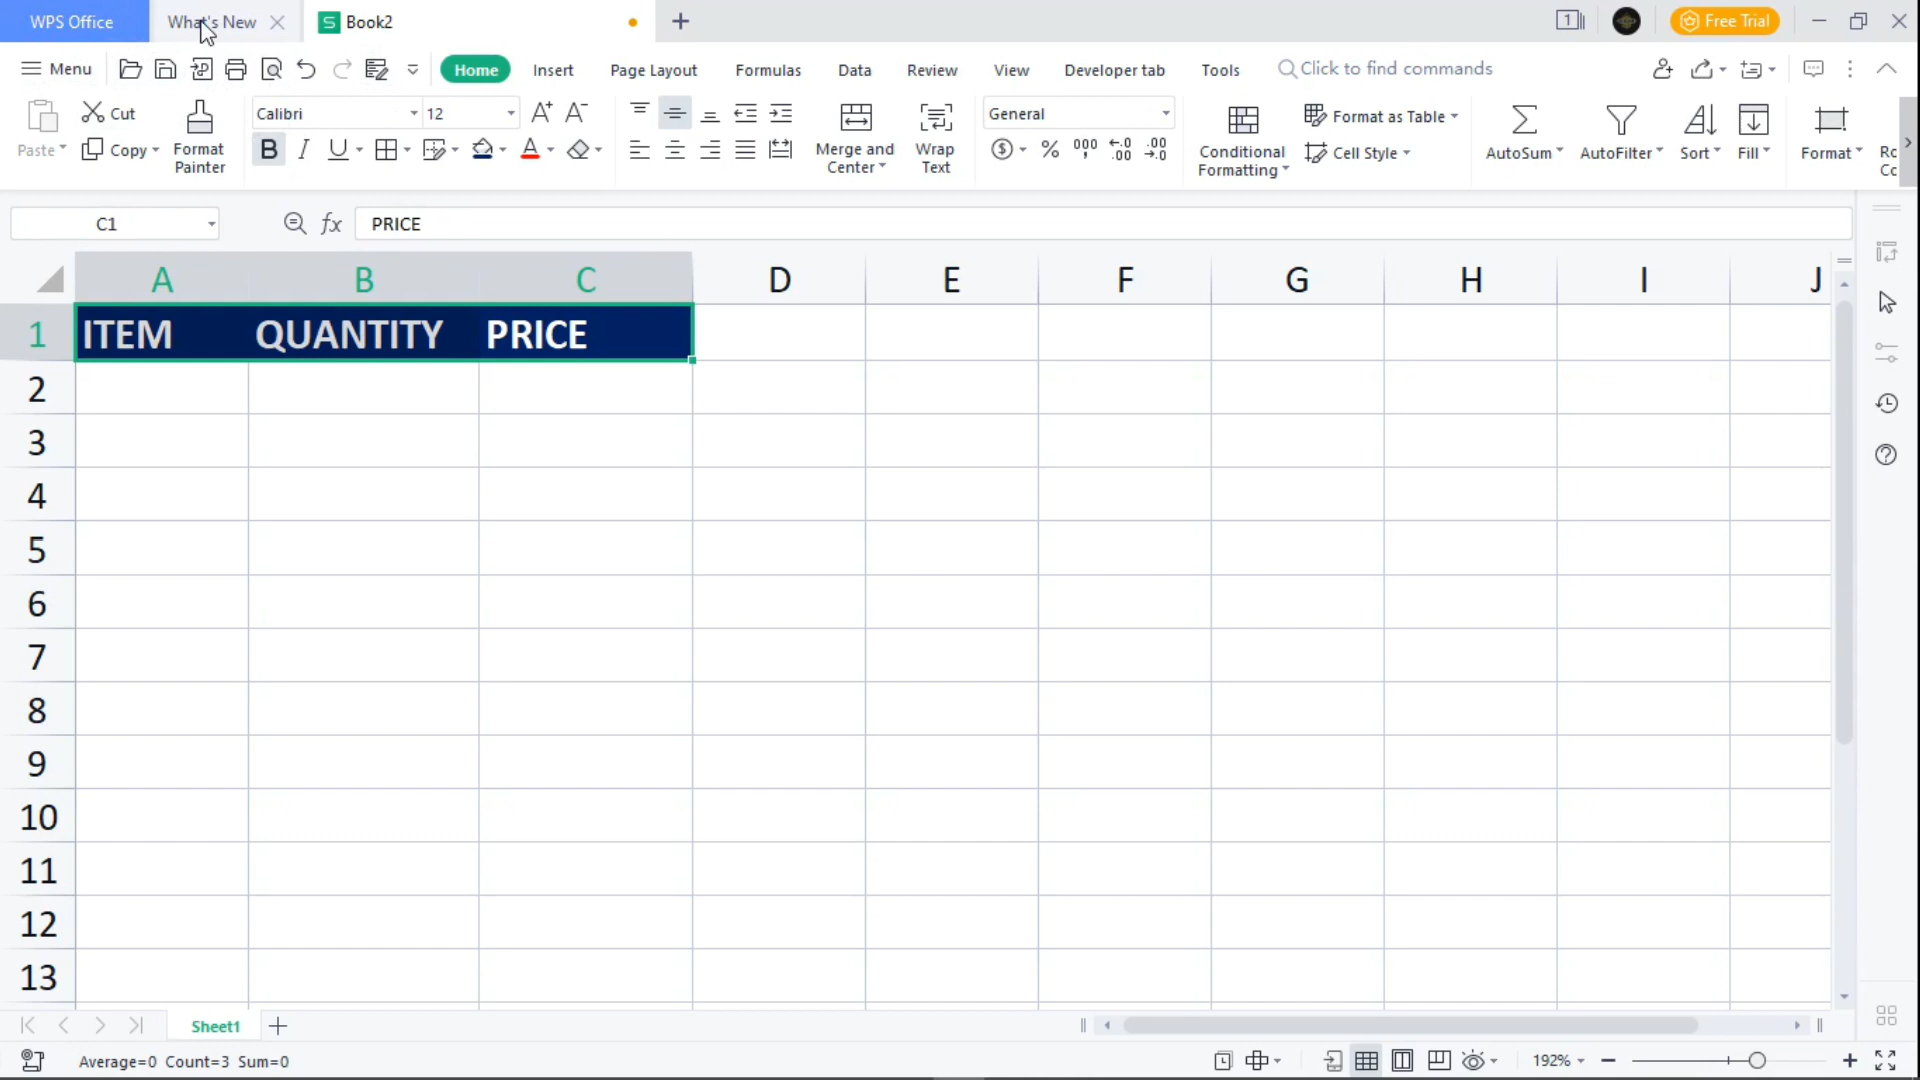 WPS Office What's New Book2 Free Trial
Menu Home Insert Page Layout Formulas Data Review View Developer tab Tools Click to find commands
Paste Cut Copy Format Painter Calibri 12 Merge and Center Wrap Text General Conditional Formatting Format as Table Cell Style AutoSum AutoFilter Sort Fill Format Rc Cc
C1 fx PRICE
A B C D E F G H I J
1 ITEM QUANTITY PRICE
2
3
4
5
6
7
8
9
10
11
12
13
Sheet1
Average=0 Count=3 Sum=0 192%